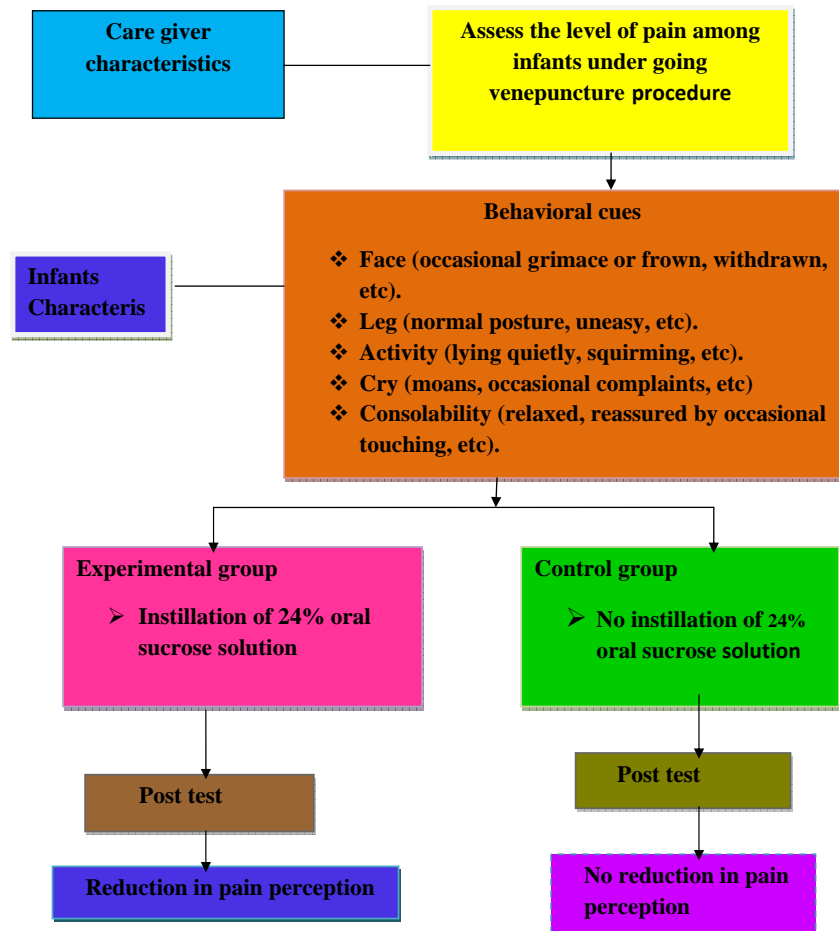 Care giver
characteristics
Assess the level of pain among
infants under going
venepuncture procedure
Behavioral cues
❖ Face (occasional grimace or frown, withdrawn,
etc).
❖ Leg (normal posture, uneasy, etc).
❖ Activity (lying quietly, squirming, etc).
❖ Cry (moans, occasional complaints, etc)
❖ Consolability (relaxed, reassured by occasional
touching, etc).
Infants
Characteris
Experimental group
➢ Instillation of 24% oral
sucrose solution
Control group
➢ No instillation of 24%
oral sucrose solution
Post test
Post test
Reduction in pain perception
No reduction in pain
perception